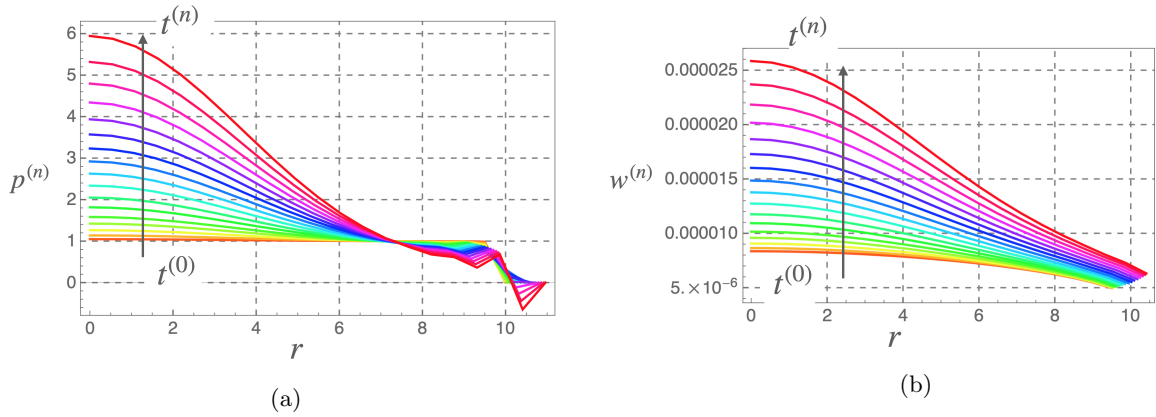 t^{(n)}
6
5
4
3
2
1
0
p^{(n)}
t^{(0)}
0 2 4 6 8 10
r
(a)
t^{(n)}
0.000025
0.000020
0.000015
0.000010
5.×10^{-6}
w^{(n)}
t^{(0)}
0 2 4 6 8 10
r
(b)